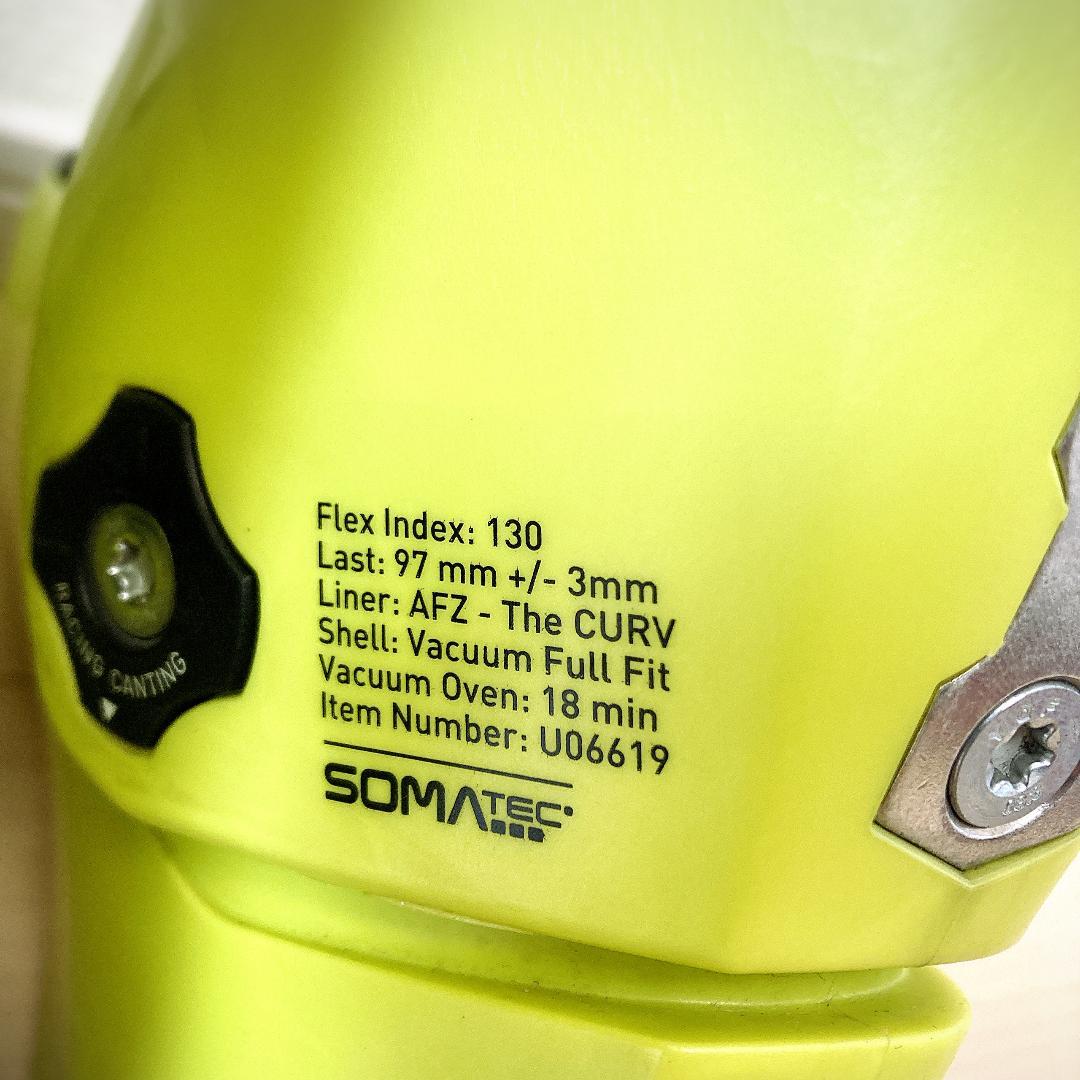 Flex Index: 130
Last: 97 mm +/- 3mm
Liner: AFZ - The CURV
Shell: Vacuum Full Fit
Vacuum Oven: 18 min
Item Number: U06619
SOMATEC
RACING CANTING